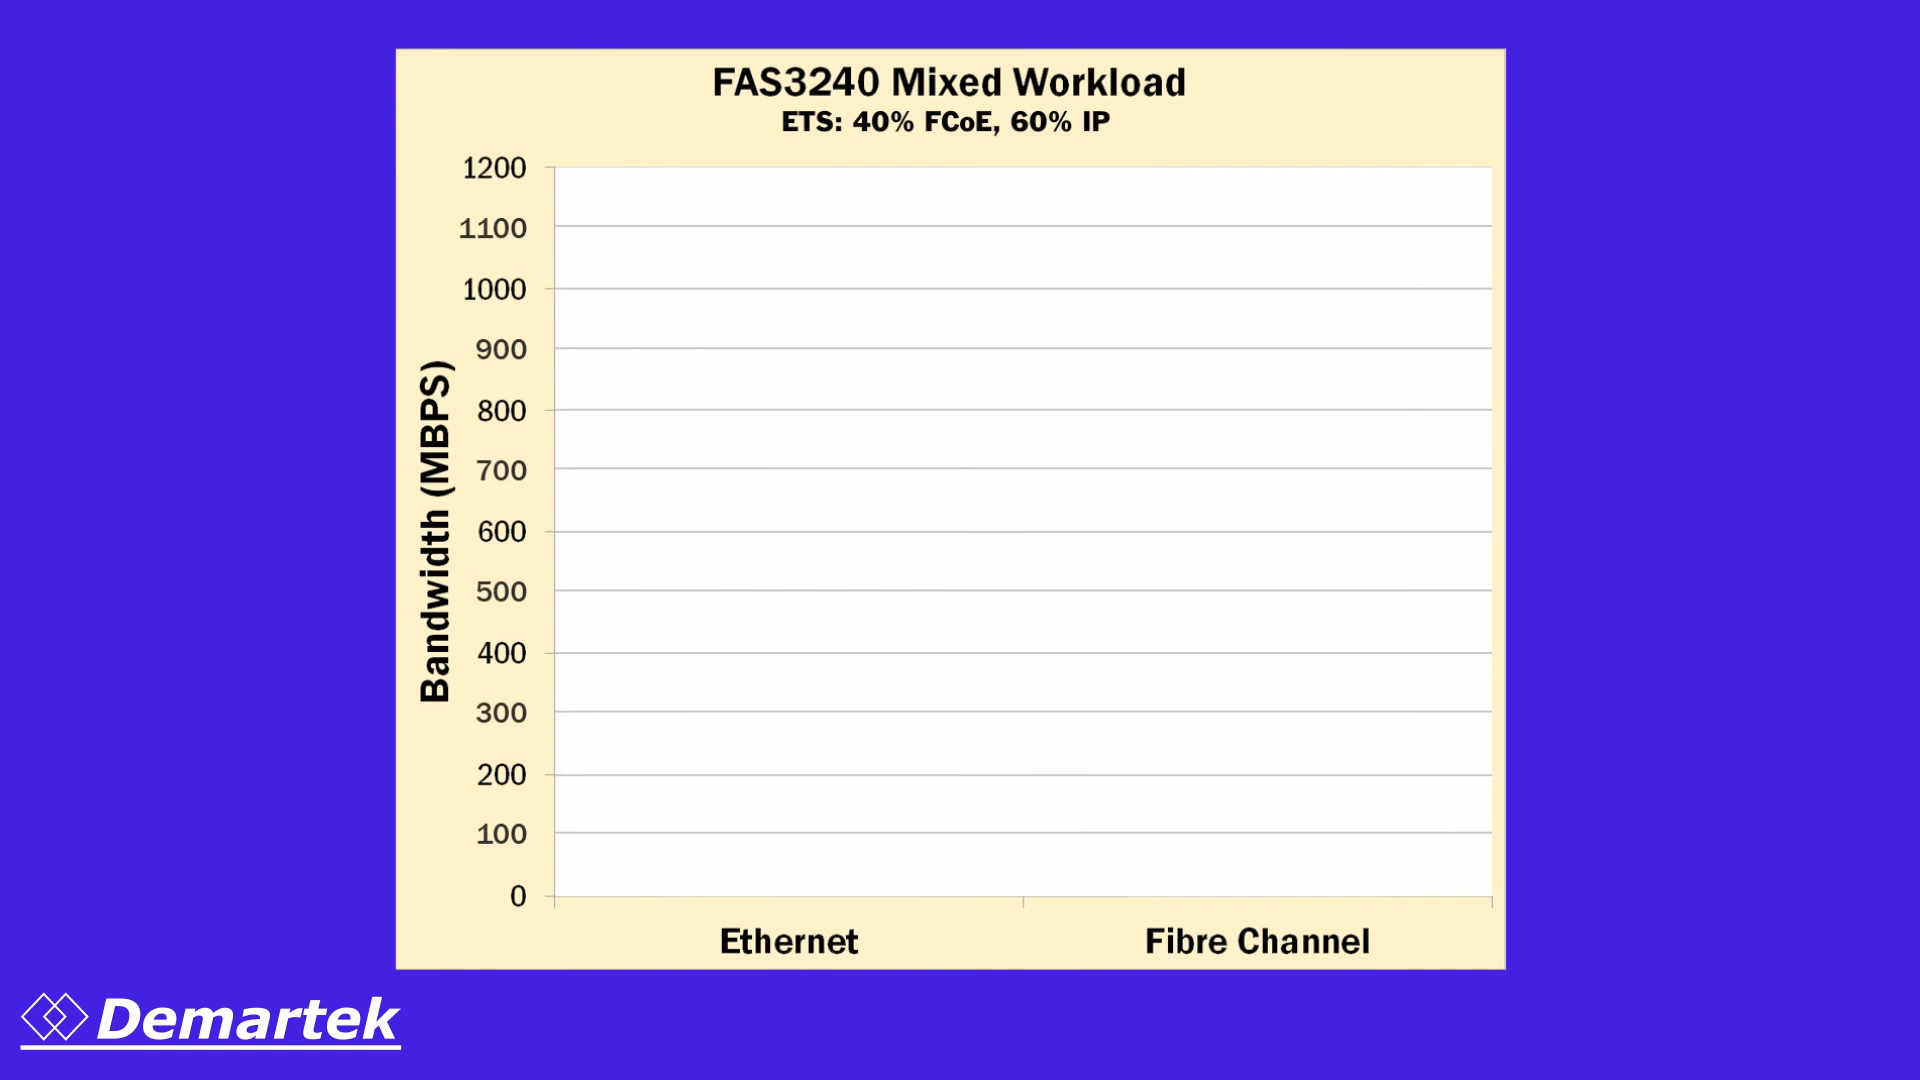 FAS3240 Mixed Workload
ETS: 40% FCoE, 60% IP
1200
1100
1000
900
800
700
600
500
400
300
200
100
0
Bandwidth (MBPS)
Ethernet
Fibre Channel
Demartek